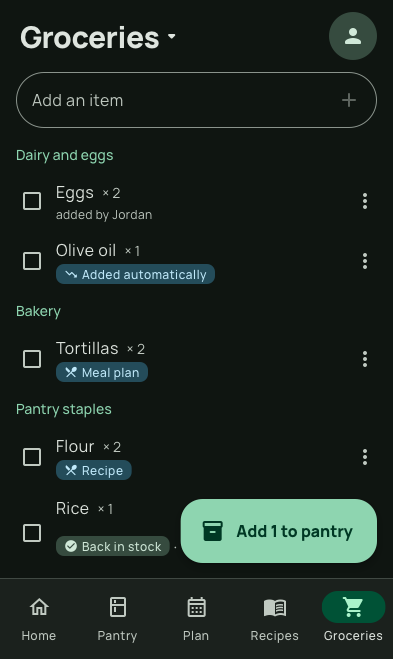 Groceries
Add an item
Dairy and eggs
Eggs × 2
added by Jordan
Olive oil × 1
Added automatically
Bakery
Tortillas × 2
Meal plan
Pantry staples
Flour × 2
Recipe
Rice × 1
Back in stock ·
Add 1 to pantry
Home Pantry Plan Recipes Groceries